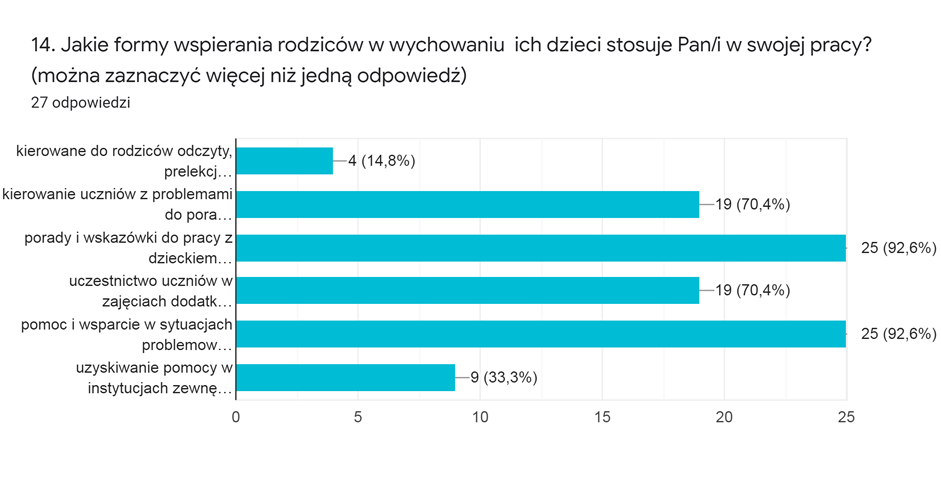 14. Jakie formy wspierania rodziców w wychowaniu  ich dzieci stosuje Pan/i w swojej pracy?
(można zaznaczyć więcej niż jedną odpowiedź)
27 odpowiedzi
kierowane do rodziców odczyty,
prelekcj…
4 (14,8%)
kierowanie uczniów z problemami
do pora…
19 (70,4%)
porady i wskazówki do pracy z
dzieckiem…
25 (92,6%)
uczestnictwo uczniów w
zajęciach dodatk…
19 (70,4%)
pomoc i wsparcie w sytuacjach
problemow…
25 (92,6%)
uzyskiwanie pomocy w
instytucjach zewnę…
9 (33,3%)
0 5 10 15 20 25